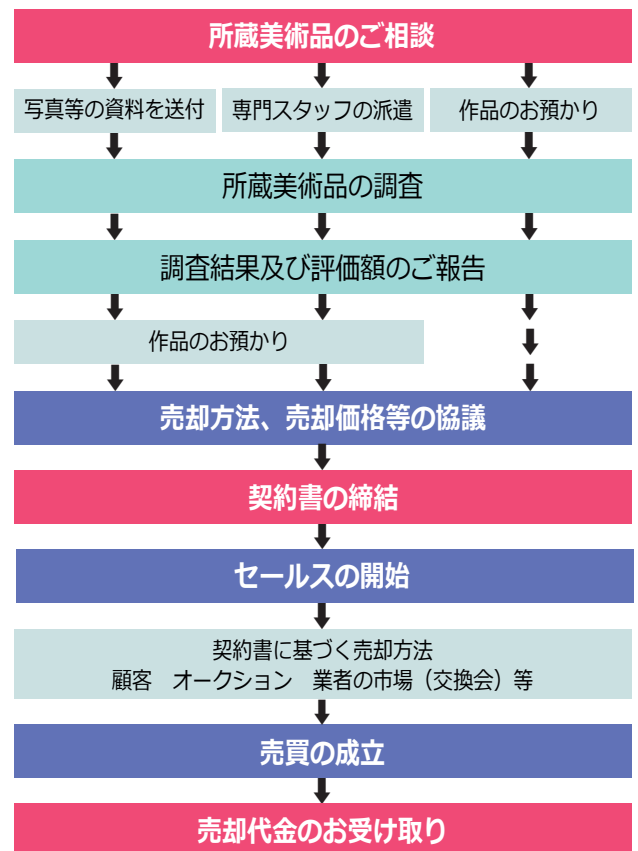 所蔵美術品のご相談
写真等の資料を送付
専門スタッフの派遣
作品のお預かり
所蔵美術品の調査
調査結果及び評価額のご報告
作品のお預かり
売却方法、売却価格等の協議
契約書の締結
セールスの開始
契約書に基づく売却方法
顧客　オークション　業者の市場（交換会）等
売買の成立
売却代金のお受け取り